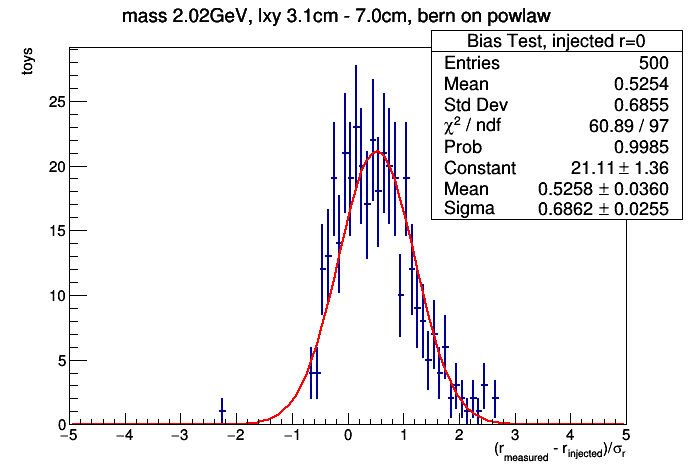 mass 2.02GeV, lxy 3.1cm - 7.0cm, bern on powlaw
Bias Test, injected r=0
Entries 500
Mean 0.5254
Std Dev 0.6855
χ² / ndf 60.89 / 97
Prob 0.9985
Constant 21.11 ± 1.36
Mean 0.5258 ± 0.0360
Sigma 0.6862 ± 0.0255
toys
25
20
15
10
5
0
−5 −4 −3 −2 −1 0 1 2 3 4 5
(r_measured - r_injected)/σ_r